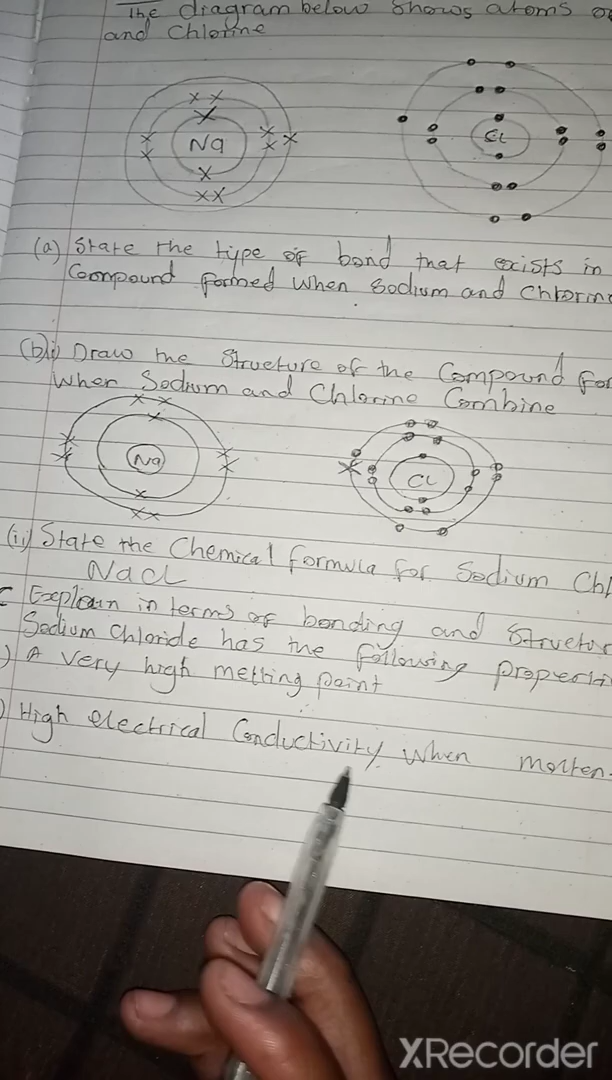 The diagram below shows atoms of
and Chlorine
Na
Cl
(a) State the type of bond that exists in
Compound formed when sodium and Chlorine
(b)i) Draw the Structure of the Compound for
When Sodium and Chlorine Combine
Na
CL
(ii) State the Chemical formula for Sodium Chl
NaCL
C Explain in terms of bonding and Structur
Sodium Chloride has the following properti
) A very high melting point
) High electrical Conductivity when molten.
XRecorder